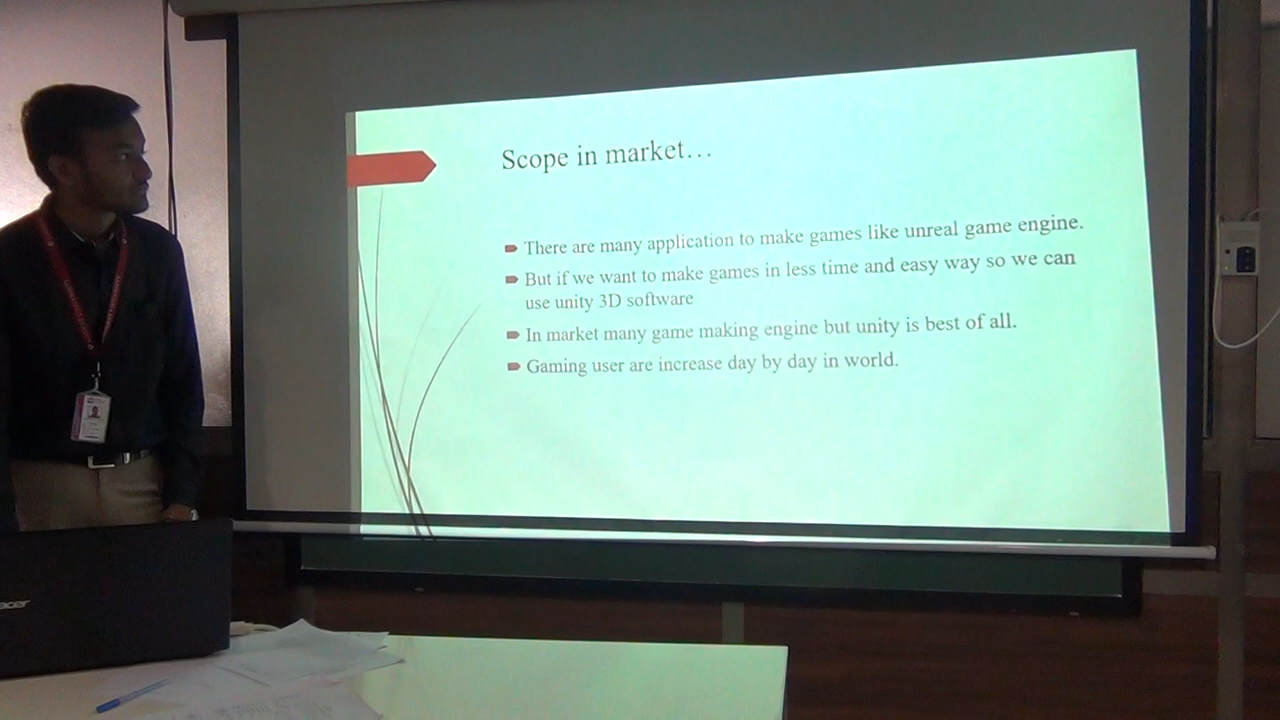 Scope in market…
There are many application to make games like unreal game engine.
But if we want to make games in less time and easy way so we can
use unity 3D software
In market many game making engine but unity is best of all.
Gaming user are increase day by day in world.
acer